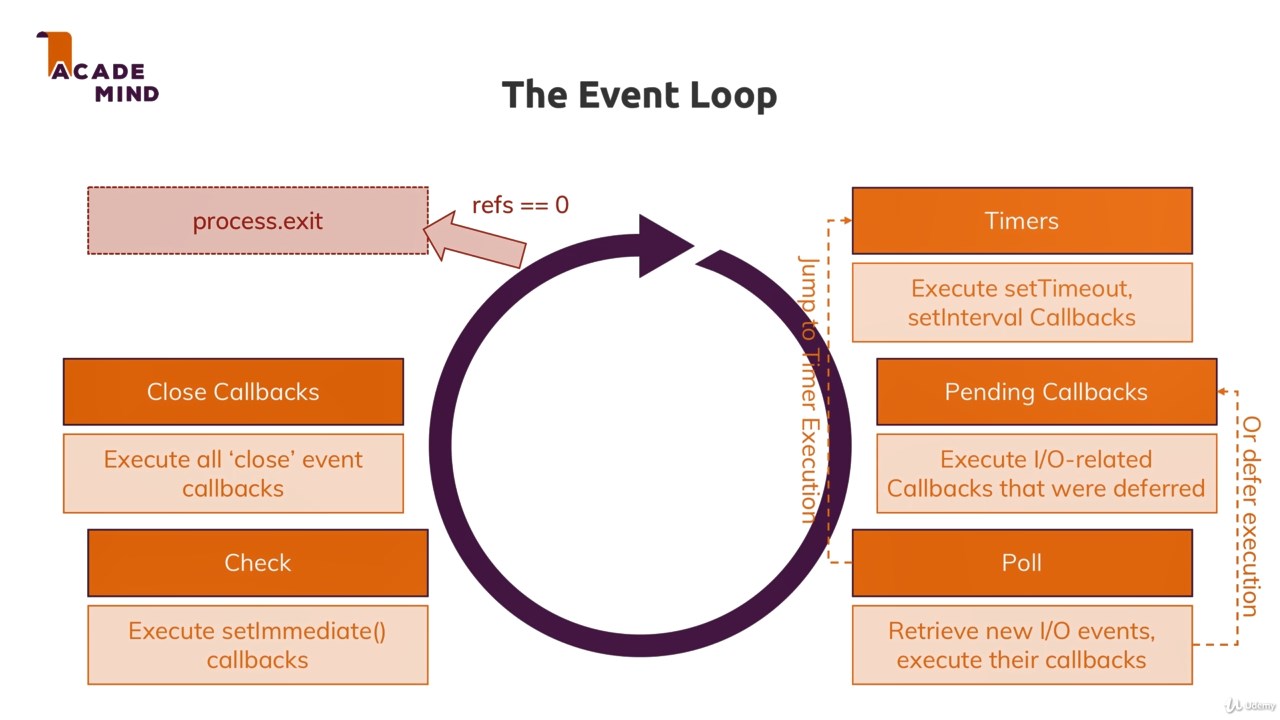 ACADE
MIND
The Event Loop
process.exit
refs == 0
Timers
Execute setTimeout,
setInterval Callbacks
Jump to Timer Execution
Close Callbacks
Execute all ‘close’ event
callbacks
Pending Callbacks
Execute I/O-related
Callbacks that were deferred
Or defer execution
Check
Execute setImmediate()
callbacks
Poll
Retrieve new I/O events,
execute their callbacks
Udemy